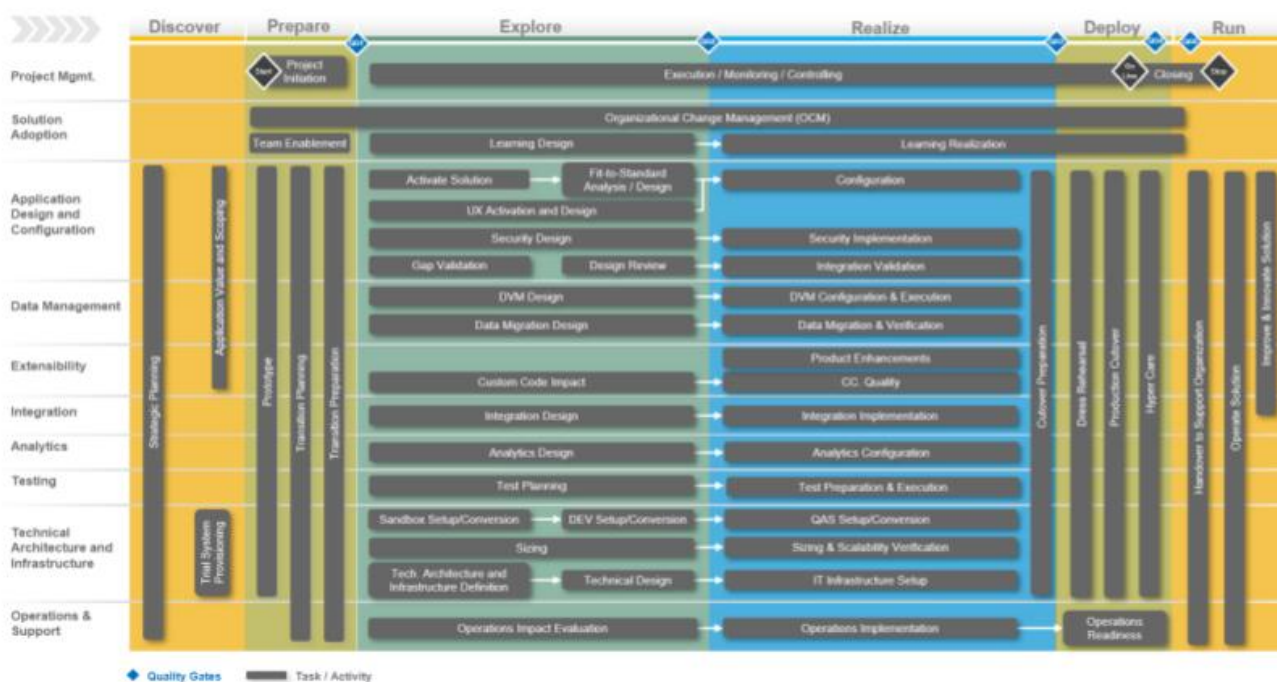 Discover
Prepare
Explore
Realize
Deploy
Run
Project Mgmt.
Start
Project
Initiation
Execution / Monitoring / Controlling
Go
Live
Closing
Stop
Solution
Adoption
Organizational Change Management (OCM)
Team Enablement
Learning Design
Learning Realization
Application
Design and
Configuration
Activate Solution
Fit-to-Standard
Analysis / Design
Configuration
UX Activation and Design
Security Design
Security Implementation
Gap Validation
Design Review
Integration Validation
Data Management
DVM Design
DVM Configuration & Execution
Data Migration Design
Data Migration & Verification
Extensibility
Product Enhancements
Custom Code Impact
CC. Quality
Integration
Integration Design
Integration Implementation
Analytics
Analytics Design
Analytics Configuration
Testing
Test Planning
Test Preparation & Execution
Technical
Architecture and
Infrastructure
Sandbox Setup/Conversion
DEV Setup/Conversion
QAS Setup/Conversion
Sizing
Sizing & Scalability Verification
Tech. Architecture and
Infrastructure Definition
Technical Design
IT Infrastructure Setup
Operations &
Support
Operations Impact Evaluation
Operations Implementation
Operations
Readiness
Strategic Planning
Application Value and Scoping
Trial System
Provisioning
Prototype
Transition Planning
Transition Preparation
Cutover Preparation
Dress Rehearsal
Production Cutover
Hyper Care
Handover to Support Organization
Operate Solution
Improve & Innovate Solution
Quality Gates
Task / Activity